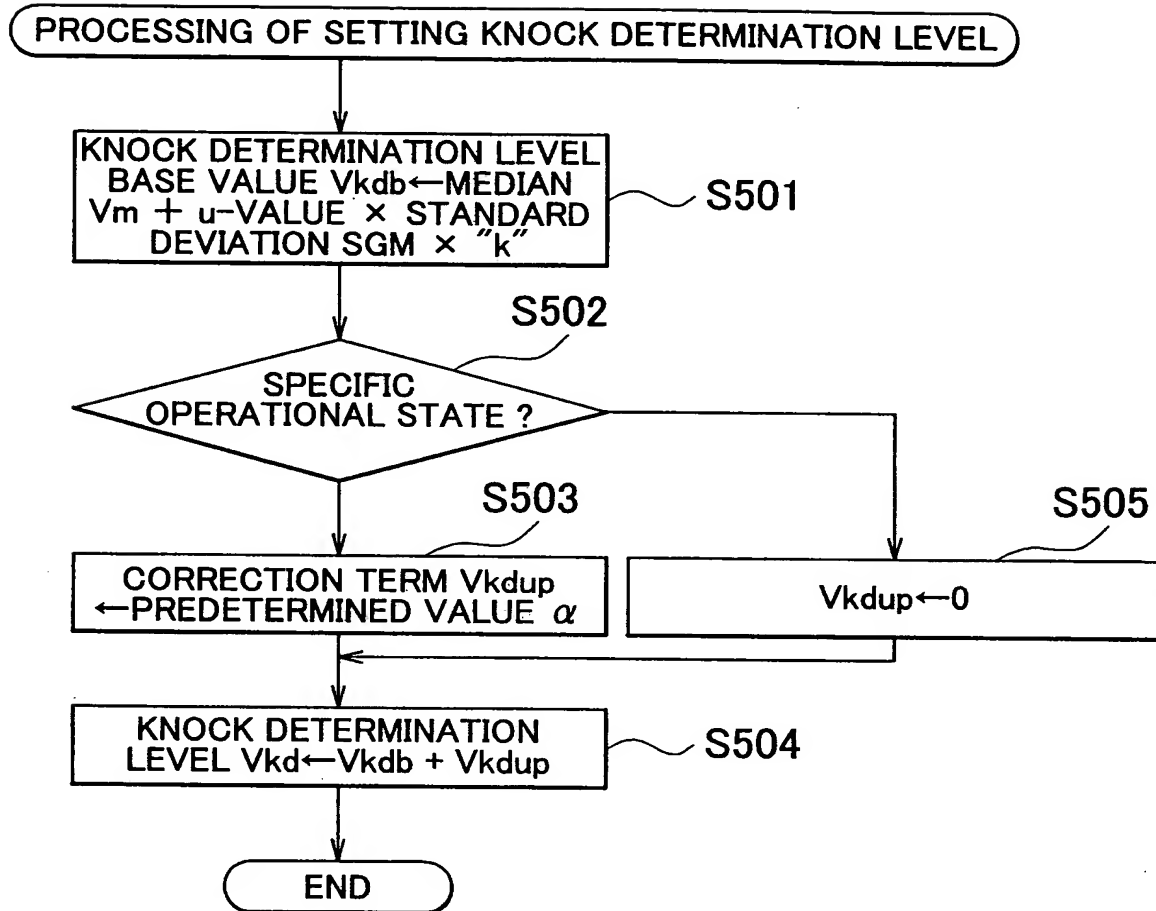 PROCESSING OF SETTING KNOCK DETERMINATION LEVEL
KNOCK DETERMINATION LEVEL
BASE VALUE Vkdb←MEDIAN
Vm + u-VALUE × STANDARD
DEVIATION SGM × "k"
S501
S502
SPECIFIC
OPERATIONAL STATE ?
S503
CORRECTION TERM Vkdup
←PREDETERMINED VALUE α
S505
Vkdup←0
KNOCK DETERMINATION
LEVEL Vkd←Vkdb + Vkdup
S504
END